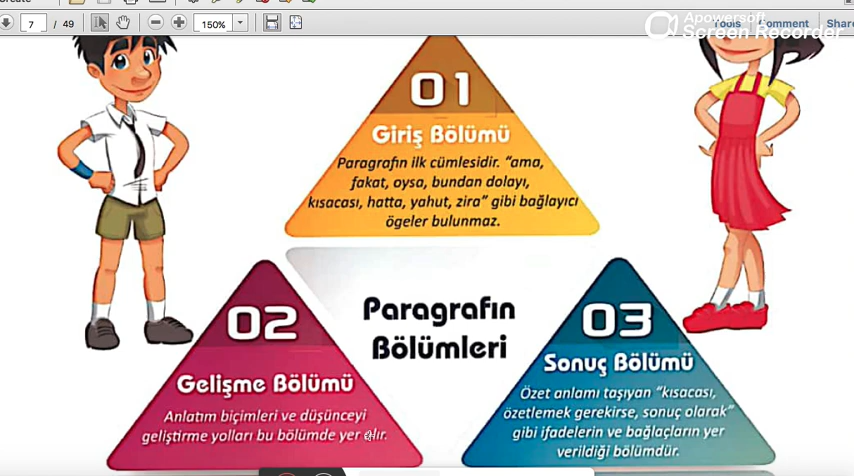 7 / 49
150%
Tools
Comment
Apowersoft
Screen Recorder
01
Giriş Bölümü
Paragrafın ilk cümlesidir. "ama,
fakat, oysa, bundan dolayı,
kısacası, hatta, yahut, zira" gibi bağlayıcı
ögeler bulunmaz.
Paragrafın
Bölümleri
02
Gelişme Bölümü
Anlatım biçimleri ve düşünceyi
geliştirme yolları bu bölümde yer alır.
03
Sonuç Bölümü
Özet anlamı taşıyan "kısacası,
özetlemek gerekirse, sonuç olarak"
gibi ifadelerin ve bağlaçların yer
verildiği bölümdür.